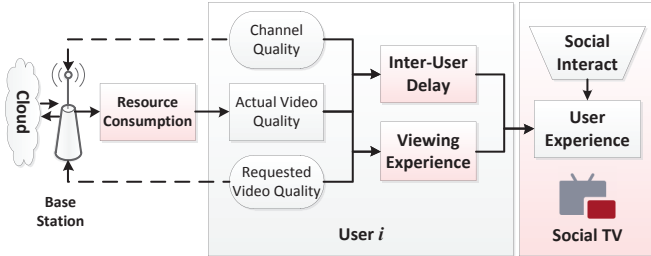 Channel
Quality
Social
Interact
Inter-User
Delay
Cloud
Resource
Consumption
Actual Video
Quality
User
Experience
Viewing
Experience
Requested
Video Quality
Base
Station
User i
Social TV